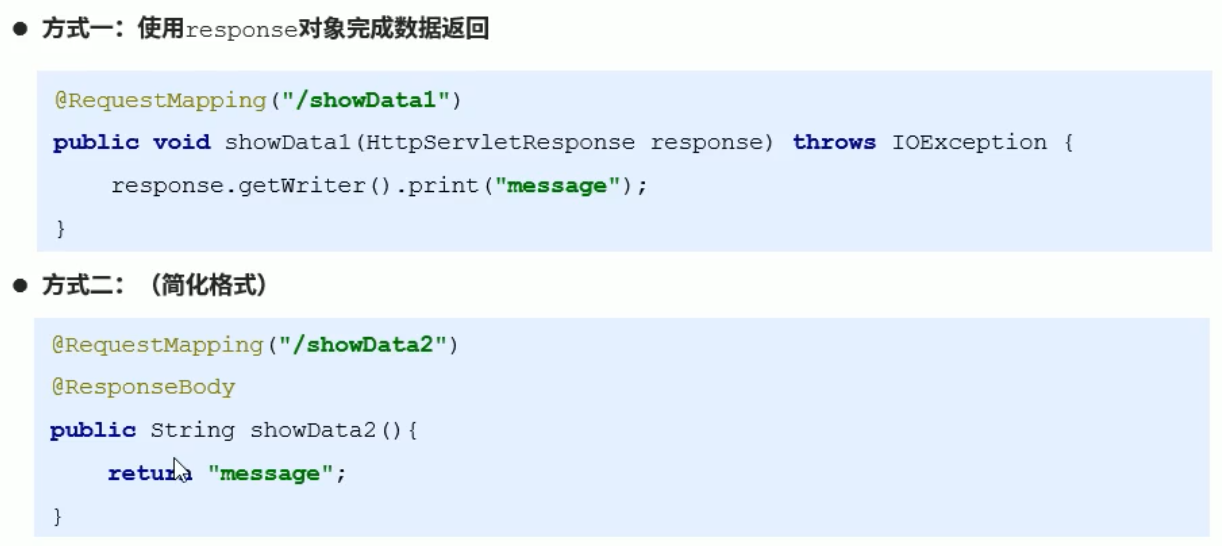 ● 方式一：使用response对象完成数据返回
@RequestMapping("/showData1")
public void showData1(HttpServletResponse response) throws IOException {
    response.getWriter().print("message");
}
● 方式二：（简化格式）
@RequestMapping("/showData2")
@ResponseBody
public String showData2(){
    return "message";
}